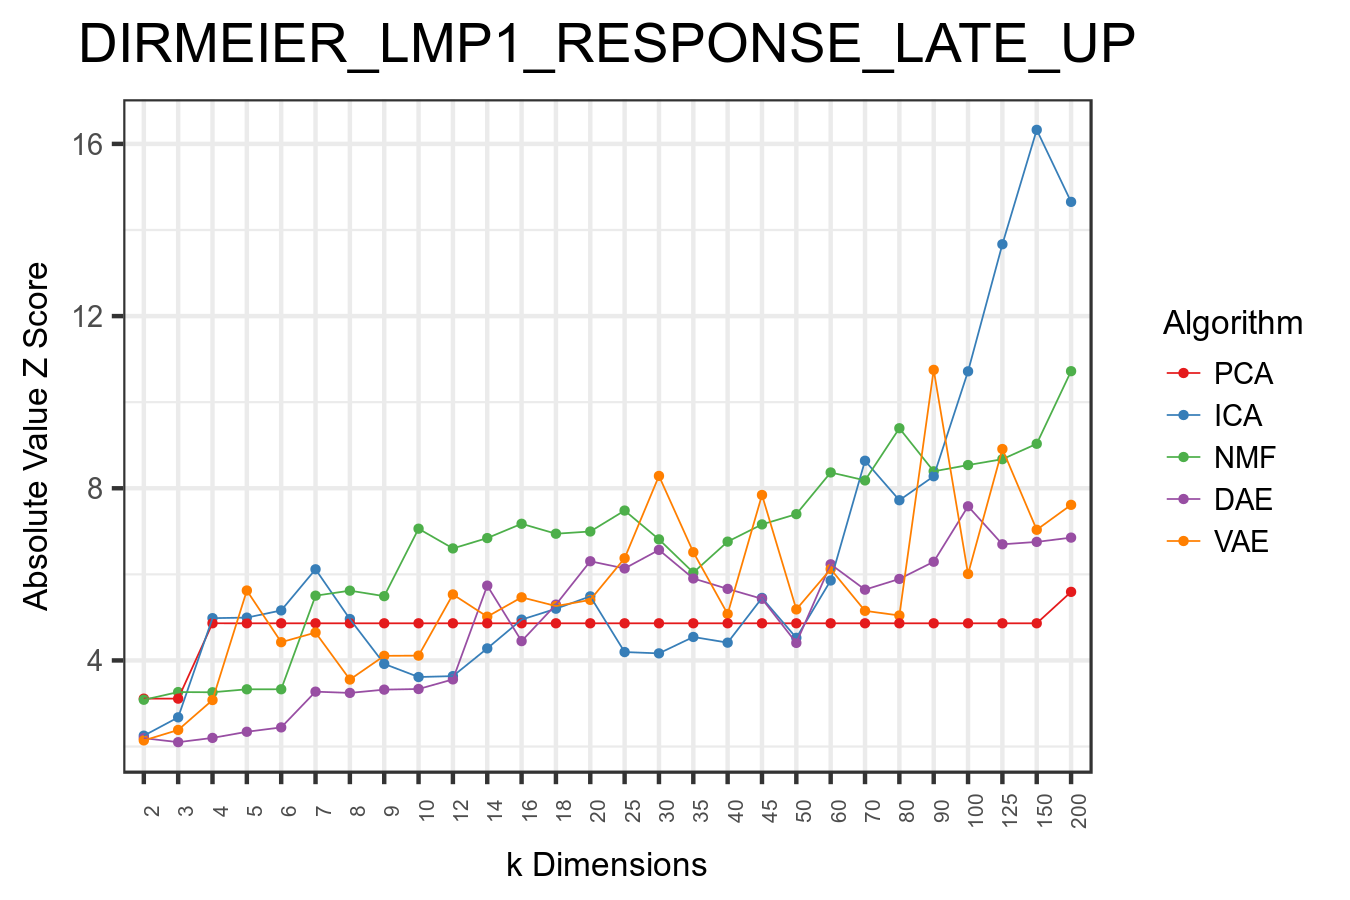 DIRMEIER_LMP1_RESPONSE_LATE_UP
16
12
8
4
Absolute Value Z Score
2 3 4 5 6 7 8 9 10 12 14 16 18 20 25 30 35 40 45 50 60 70 80 90 100 125 150 200
k Dimensions
Algorithm
PCA
ICA
NMF
DAE
VAE